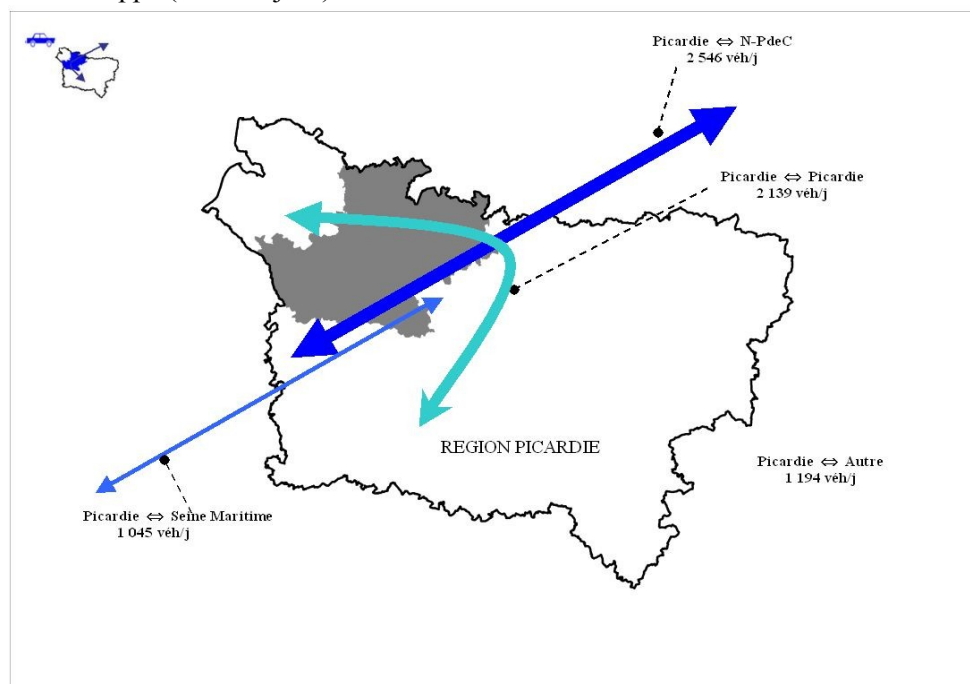 Picardie ⇔ N-PdeC
2 546 véh/j
Picardie ⇔ Picardie
2 139 véh/j
REGION PICARDIE
Picardie ⇔ Autre
1 194 véh/j
Picardie ⇔ Seine Maritime
1 045 véh/j